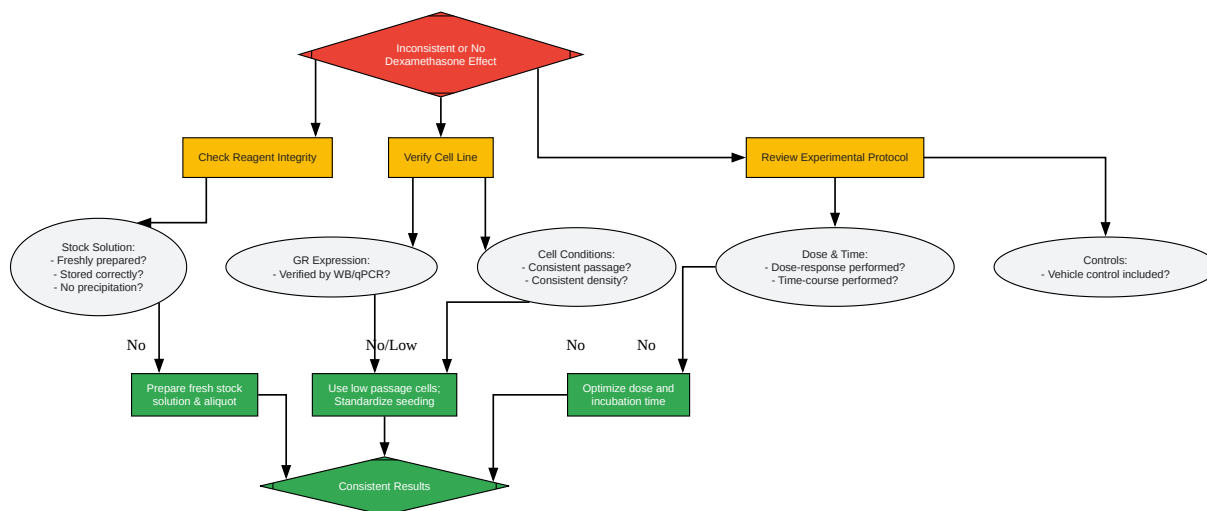 Inconsistent or No
Dexamethasone Effect
Check Reagent Integrity
Verify Cell Line
Review Experimental Protocol
Stock Solution:
- Freshly prepared?
- Stored correctly?
- No precipitation?
GR Expression:
- Verified by WB/qPCR?
Cell Conditions:
- Consistent passage?
- Consistent density?
Dose & Time:
- Dose-response performed?
- Time-course performed?
Controls:
- Vehicle control included?
No
No/Low
No
No
Prepare fresh stock
solution & aliquot
Use low passage cells;
Standardize seeding
Optimize dose and
incubation time
Consistent Results